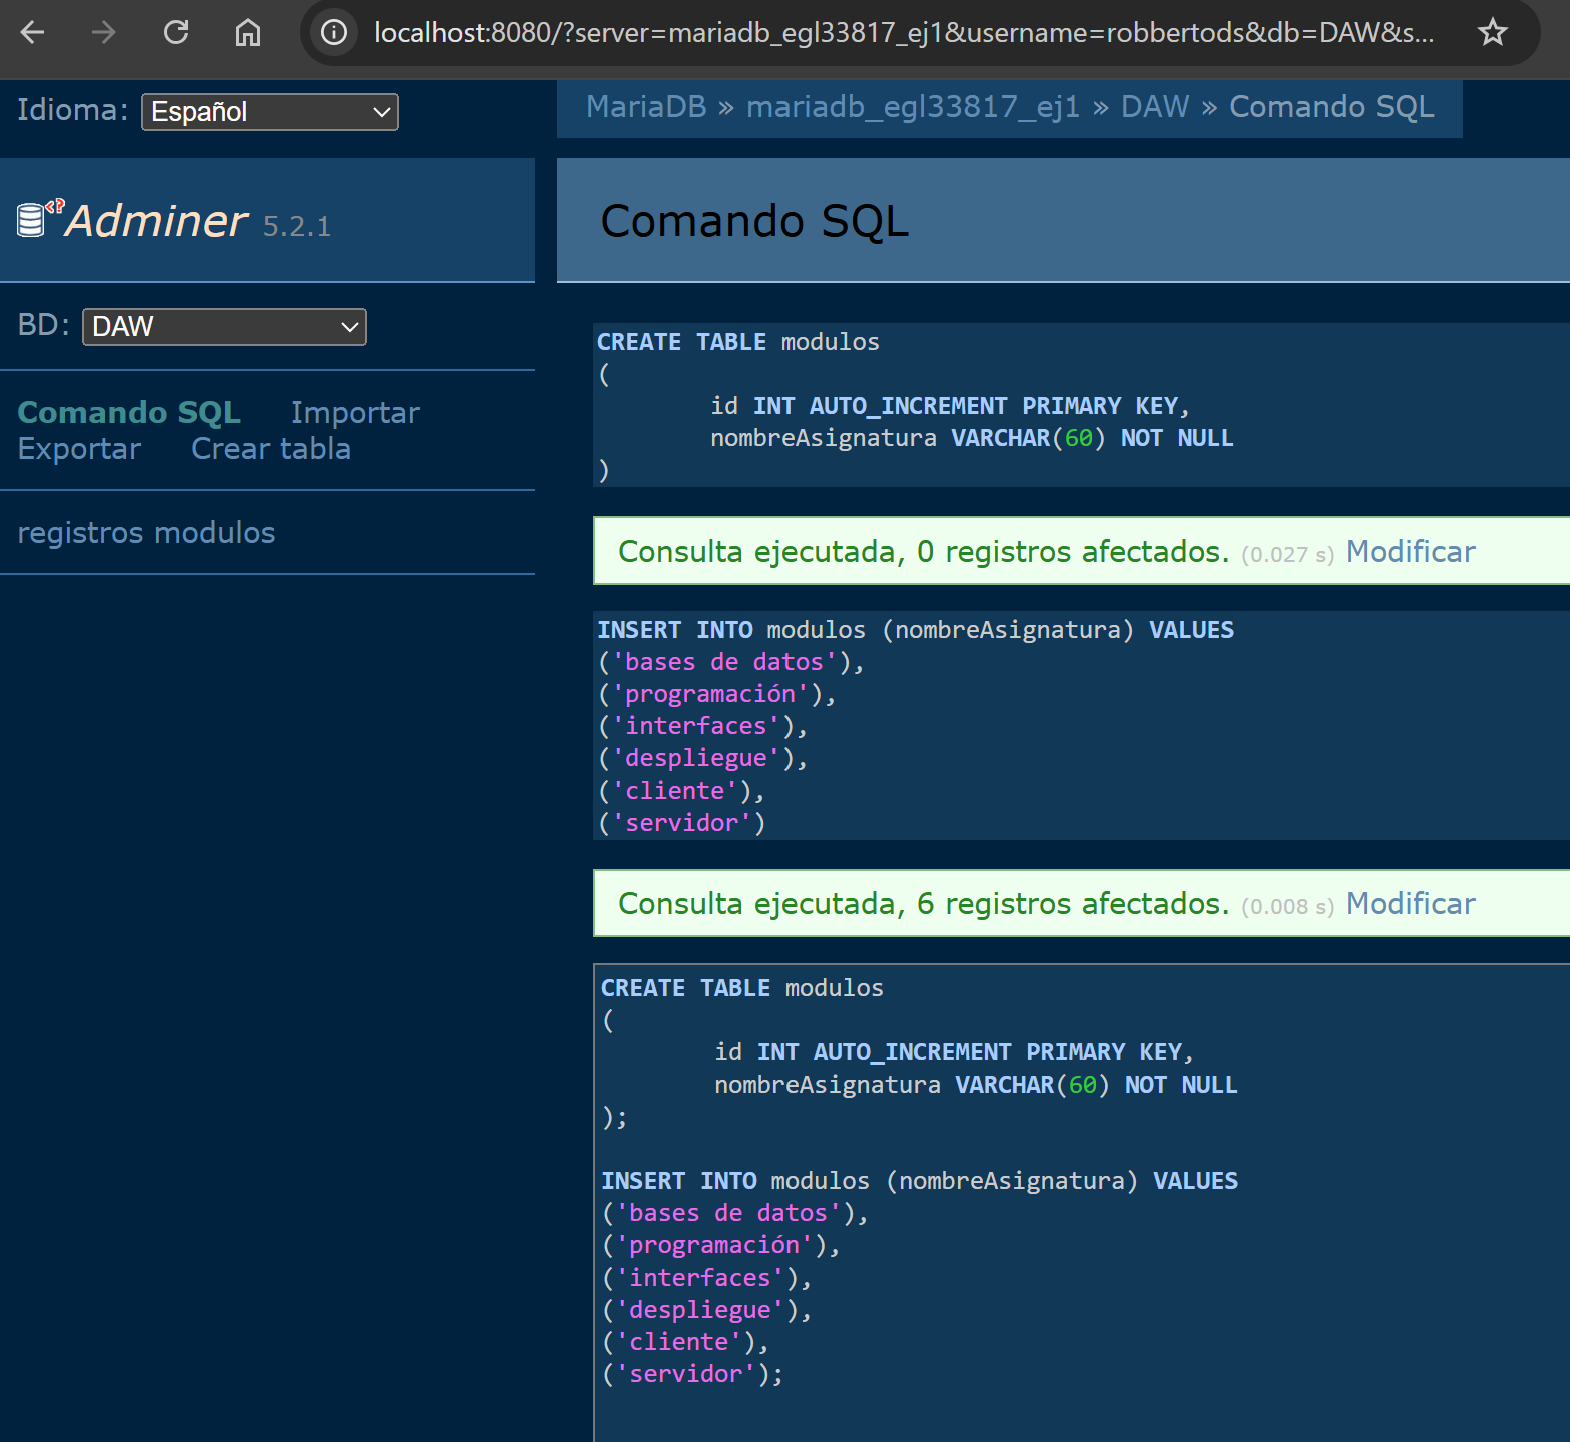 localhost:8080/?server=mariadb_egl33817_ej1&username=robbertods&db=DAW&s...
Idioma: Español
MariaDB » mariadb_egl33817_ej1 » DAW » Comando SQL
Adminer 5.2.1
Comando SQL
BD: DAW
Comando SQL Importar
Exportar Crear tabla
registros modulos
CREATE TABLE modulos
(
id INT AUTO_INCREMENT PRIMARY KEY,
nombreAsignatura VARCHAR(60) NOT NULL
)
Consulta ejecutada, 0 registros afectados. (0.027 s) Modificar
INSERT INTO modulos (nombreAsignatura) VALUES
('bases de datos'),
('programación'),
('interfaces'),
('despliegue'),
('cliente'),
('servidor')
Consulta ejecutada, 6 registros afectados. (0.008 s) Modificar
CREATE TABLE modulos
(
id INT AUTO_INCREMENT PRIMARY KEY,
nombreAsignatura VARCHAR(60) NOT NULL
);
INSERT INTO modulos (nombreAsignatura) VALUES
('bases de datos'),
('programación'),
('interfaces'),
('despliegue'),
('cliente'),
('servidor');